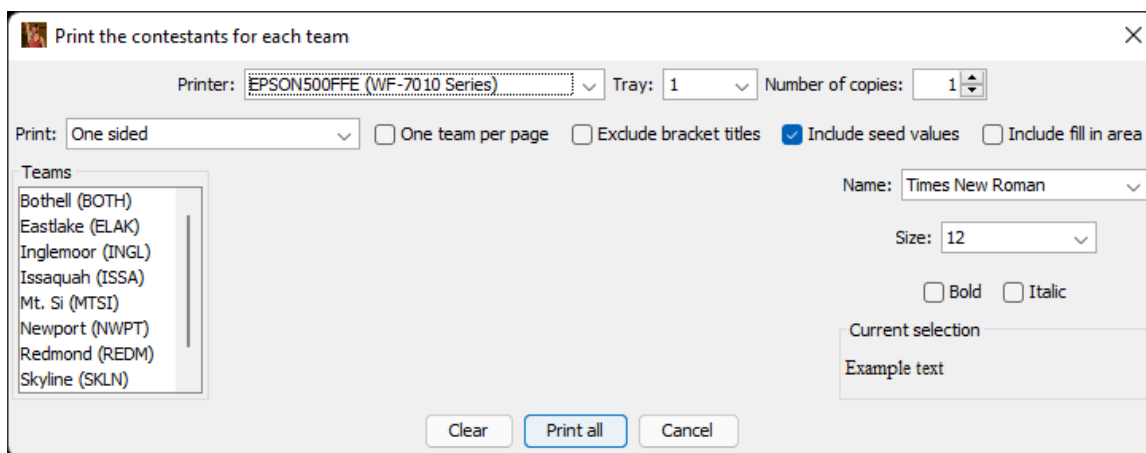 Print the contestants for each team
Printer: EPSON500FFE (WF-7010 Series) Tray: 1 Number of copies: 1
Print: One sided One team per page Exclude bracket titles Include seed values Include fill in area
Teams
Bothell (BOTH)
Eastlake (ELAK)
Inglemoor (INGL)
Issaquah (ISSA)
Mt. Si (MTSI)
Newport (NWPT)
Redmond (REDM)
Skyline (SKLN)
Name: Times New Roman
Size: 12
Bold Italic
Current selection
Example text
Clear Print all Cancel